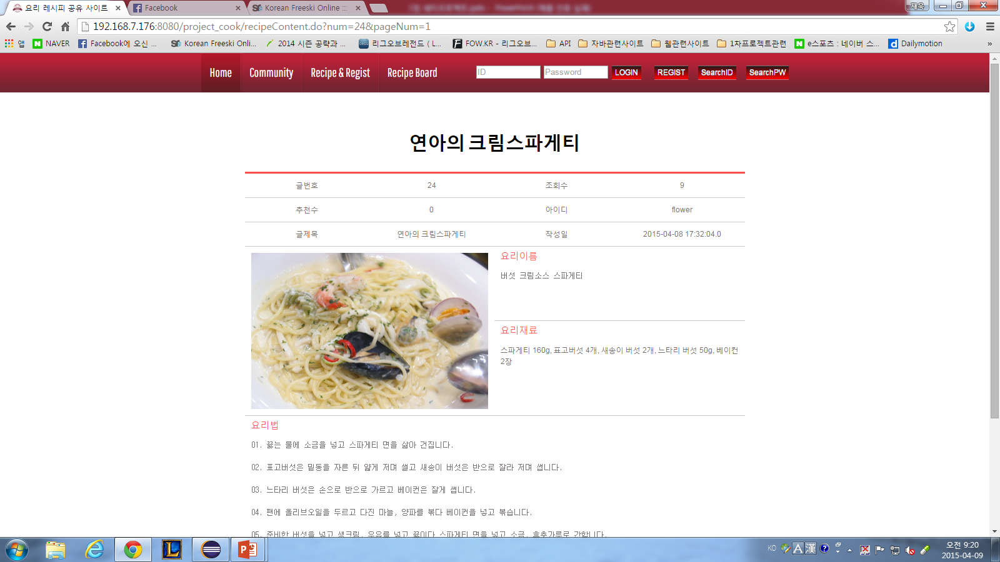 요리 레시피 공유 사이트
Facebook
Korean Freeski Online :::
재욱
192.168.7.176:8080/project_cook/recipeContent.do?num=24&pageNum=1
앱
NAVER
Facebook에 오신 ...
Korean Freeski Onli...
2014 시즌 공략과 ...
리그오브레전드 ( L...
FOW.KR - 리그오브...
API
자바관련사이트
웹관련사이트
1차프로젝트관련
e스포츠 : 네이버 스...
Dailymotion
»
Home
Community
Recipe & Regist
Recipe Board
ID
Password
LOGIN
REGIST
SearchID
SearchPW
연아의 크림스파게티
글번호 24 조회수 9
추천수 0 아이디 flower
글제목 연아의 크림스파게티 작성일 2015-04-08 17:32:04.0
요리이름
버섯 크림소스 스파게티
요리재료
스파게티 160g, 표고버섯 4개, 새송이 버섯 2개, 느타리 버섯 50g, 베이컨
2장
요리법
01. 끓는 물에 소금을 넣고 스파게티 면을 삶아 건집니다.
02. 표고버섯은 밑동을 자른 뒤 얇게 저며 썰고 새송이 버섯은 반으로 잘라 저며 썹니다.
03. 느타리 버섯은 손으로 반으로 가르고 베이컨은 잘게 썹니다.
04. 팬에 올리브오일을 두르고 다진 마늘, 양파를 볶다 베이컨을 넣고 볶습니다.
05. 준비한 버섯을 넣고 생크림, 우유를 넣고 끓이다 스파게티 면을 넣고 소금, 후추가루로 간합니다.
KO
A
漢
오전 9:20
2015-04-09